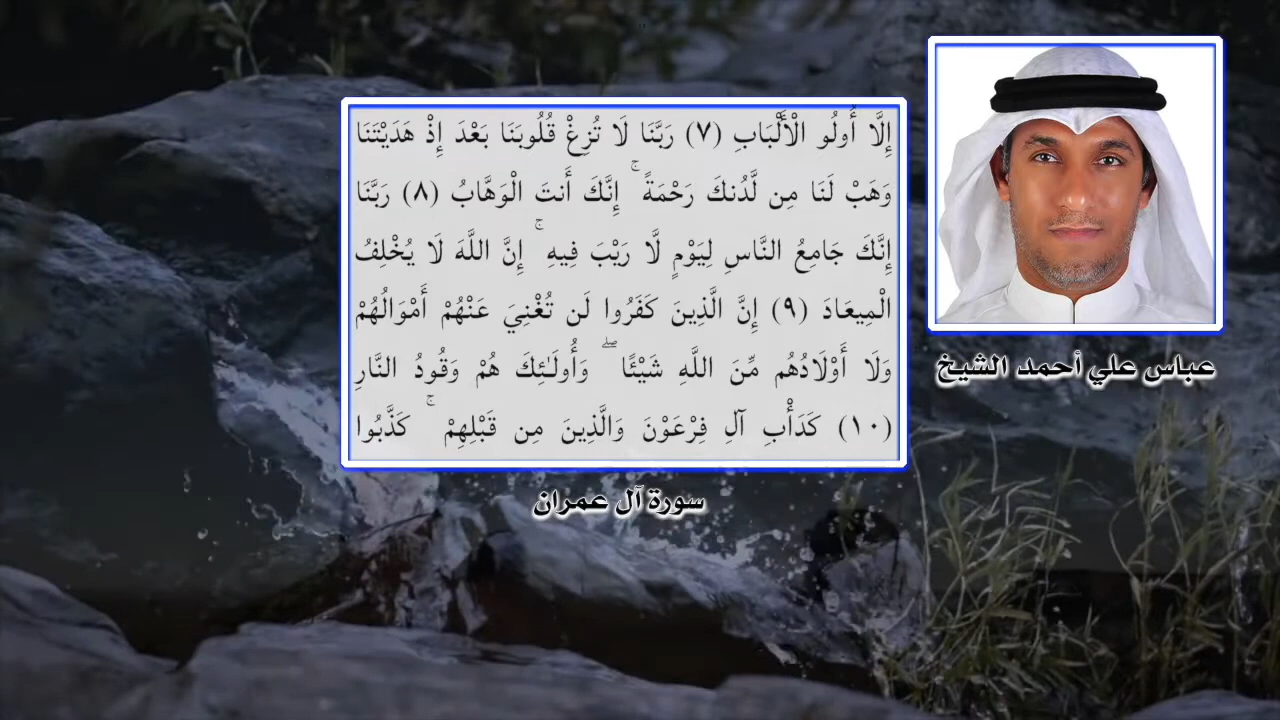 إِلَّا أُولُو الْأَلْبَابِ (٧) رَبَّنَا لَا تُزِغْ قُلُوبَنَا بَعْدَ إِذْ هَدَيْتَنَا
وَهَبْ لَنَا مِن لَّدُنكَ رَحْمَةً ۚ إِنَّكَ أَنتَ الْوَهَّابُ (٨) رَبَّنَا
إِنَّكَ جَامِعُ النَّاسِ لِيَوْمٍ لَّا رَيْبَ فِيهِ ۚ إِنَّ اللَّهَ لَا يُخْلِفُ
الْمِيعَادَ (٩) إِنَّ الَّذِينَ كَفَرُوا لَن تُغْنِيَ عَنْهُمْ أَمْوَالُهُمْ
وَلَا أَوْلَادُهُم مِّنَ اللَّهِ شَيْئًا ۖ وَأُولَـٰئِكَ هُمْ وَقُودُ النَّارِ
(١٠) كَدَأْبِ آلِ فِرْعَوْنَ وَالَّذِينَ مِن قَبْلِهِمْ ۚ كَذَّبُوا
عباس علي أحمد الشيخ
سورة آل عمران